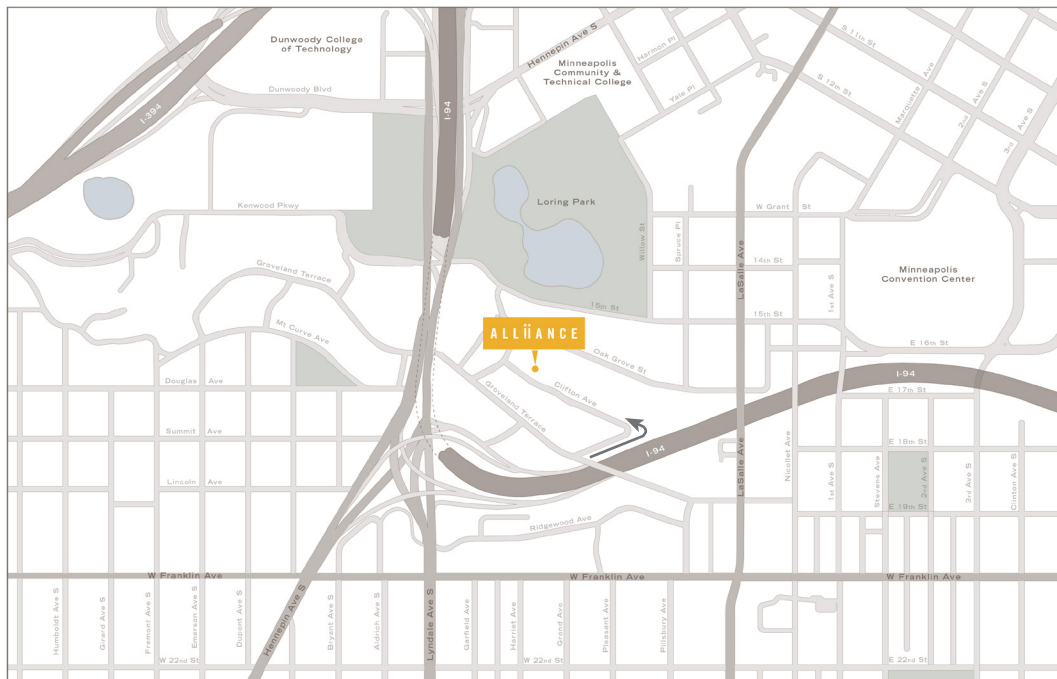 Dunwoody College
of Technology
Hennepin Ave S
Harmon Pl
S 11th St
Minneapolis
Community &
Technical College
Marquette Ave
2nd Ave S
3rd Ave S
S 12th St
Dunwoody Blvd
Yale Pl
I-394
I-94
Kenwood Pkwy
Loring Park
W Grant St
Willow St
Spruce Pl
LaSalle Ave
14th St
1st Ave S
Minneapolis
Convention Center
Groveland Terrace
15th St
15th St
Mt Curve Ave
ALLIIANCE
E 16th St
Oak Grove St
Douglas Ave
Clifton Ave
Groveland Terrace
I-94
E 17th St
Summit Ave
I-94
E 18th St
Nicollet Ave
LaSalle Ave
1st Ave S
Stevens Ave
2nd Ave S
3rd Ave S
Clinton Ave S
Lincoln Ave
E 19th St
Ridgewood Ave
W Franklin Ave
W Franklin Ave
W Franklin Ave
Humboldt Ave S
Girard Ave S
Fremont Ave S
Emerson Ave S
Dupont Ave S
Hennepin Ave S
Bryant Ave S
Aldrich Ave S
Lyndale Ave S
Garfield Ave
Harriet Ave
Grand Ave
Pleasant Ave
Pillsbury Ave
W 22nd St
W 22nd St
E 22nd St